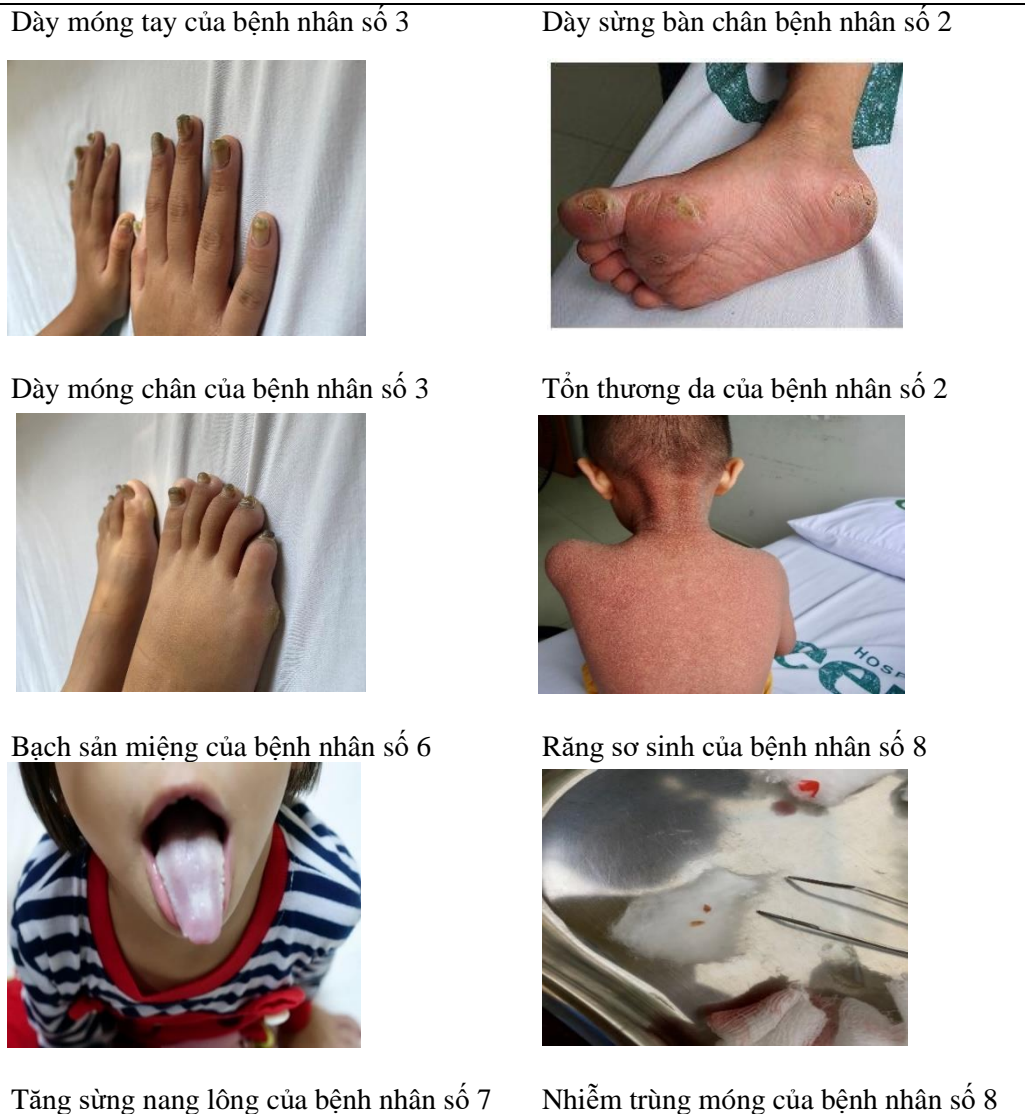 Dày móng tay của bệnh nhân số 3
Dày sừng bàn chân bệnh nhân số 2
Dày móng chân của bệnh nhân số 3
Tổn thương da của bệnh nhân số 2
HOSP
Bạch sản miệng của bệnh nhân số 6
Răng sơ sinh của bệnh nhân số 8
Tăng sừng nang lông của bệnh nhân số 7
Nhiễm trùng móng của bệnh nhân số 8